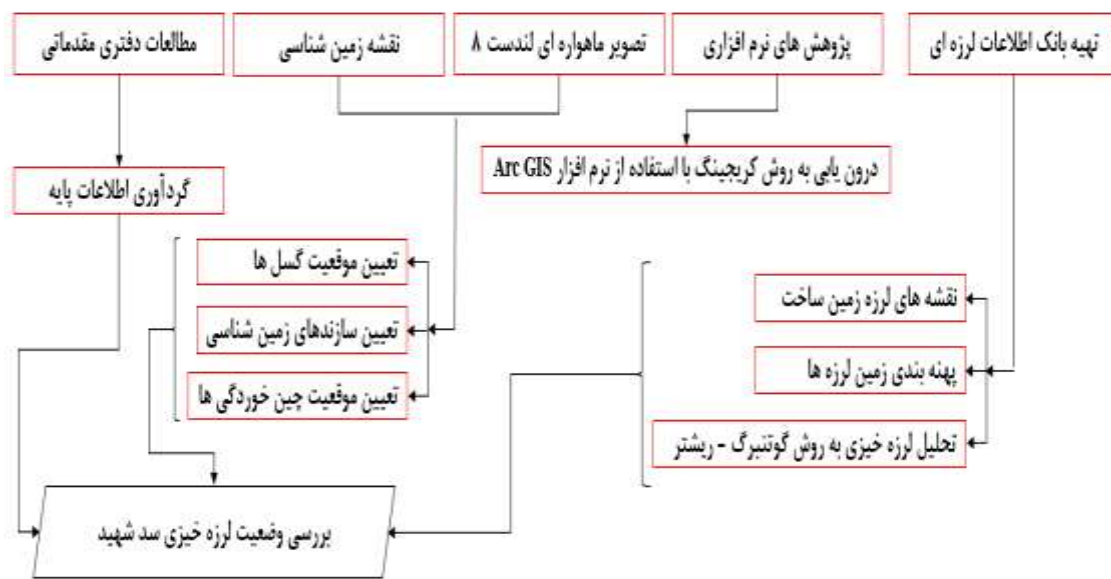 تهیه بانک اطلاعات لرزه ای
پژوهش های نرم افزاری
تصویر ماهواره ای لندست ۸
نقشه زمین شناسی
مطالعات دفتری مقدماتی
درون یابی به روش کریجینگ با استفاده از نرم افزار Arc GIS
گردآوری اطلاعات پایه
نقشه های لرزه زمین ساخت
پهنه بندی زمین لرزه ها
تحلیل لرزه خیزی به روش گوتنبرگ - ریشتر
تعیین موقعیت گسل ها
تعیین سازندهای زمین شناسی
تعیین موقعیت چین خوردگی ها
بررسی وضعیت لرزه خیزی سد شهید